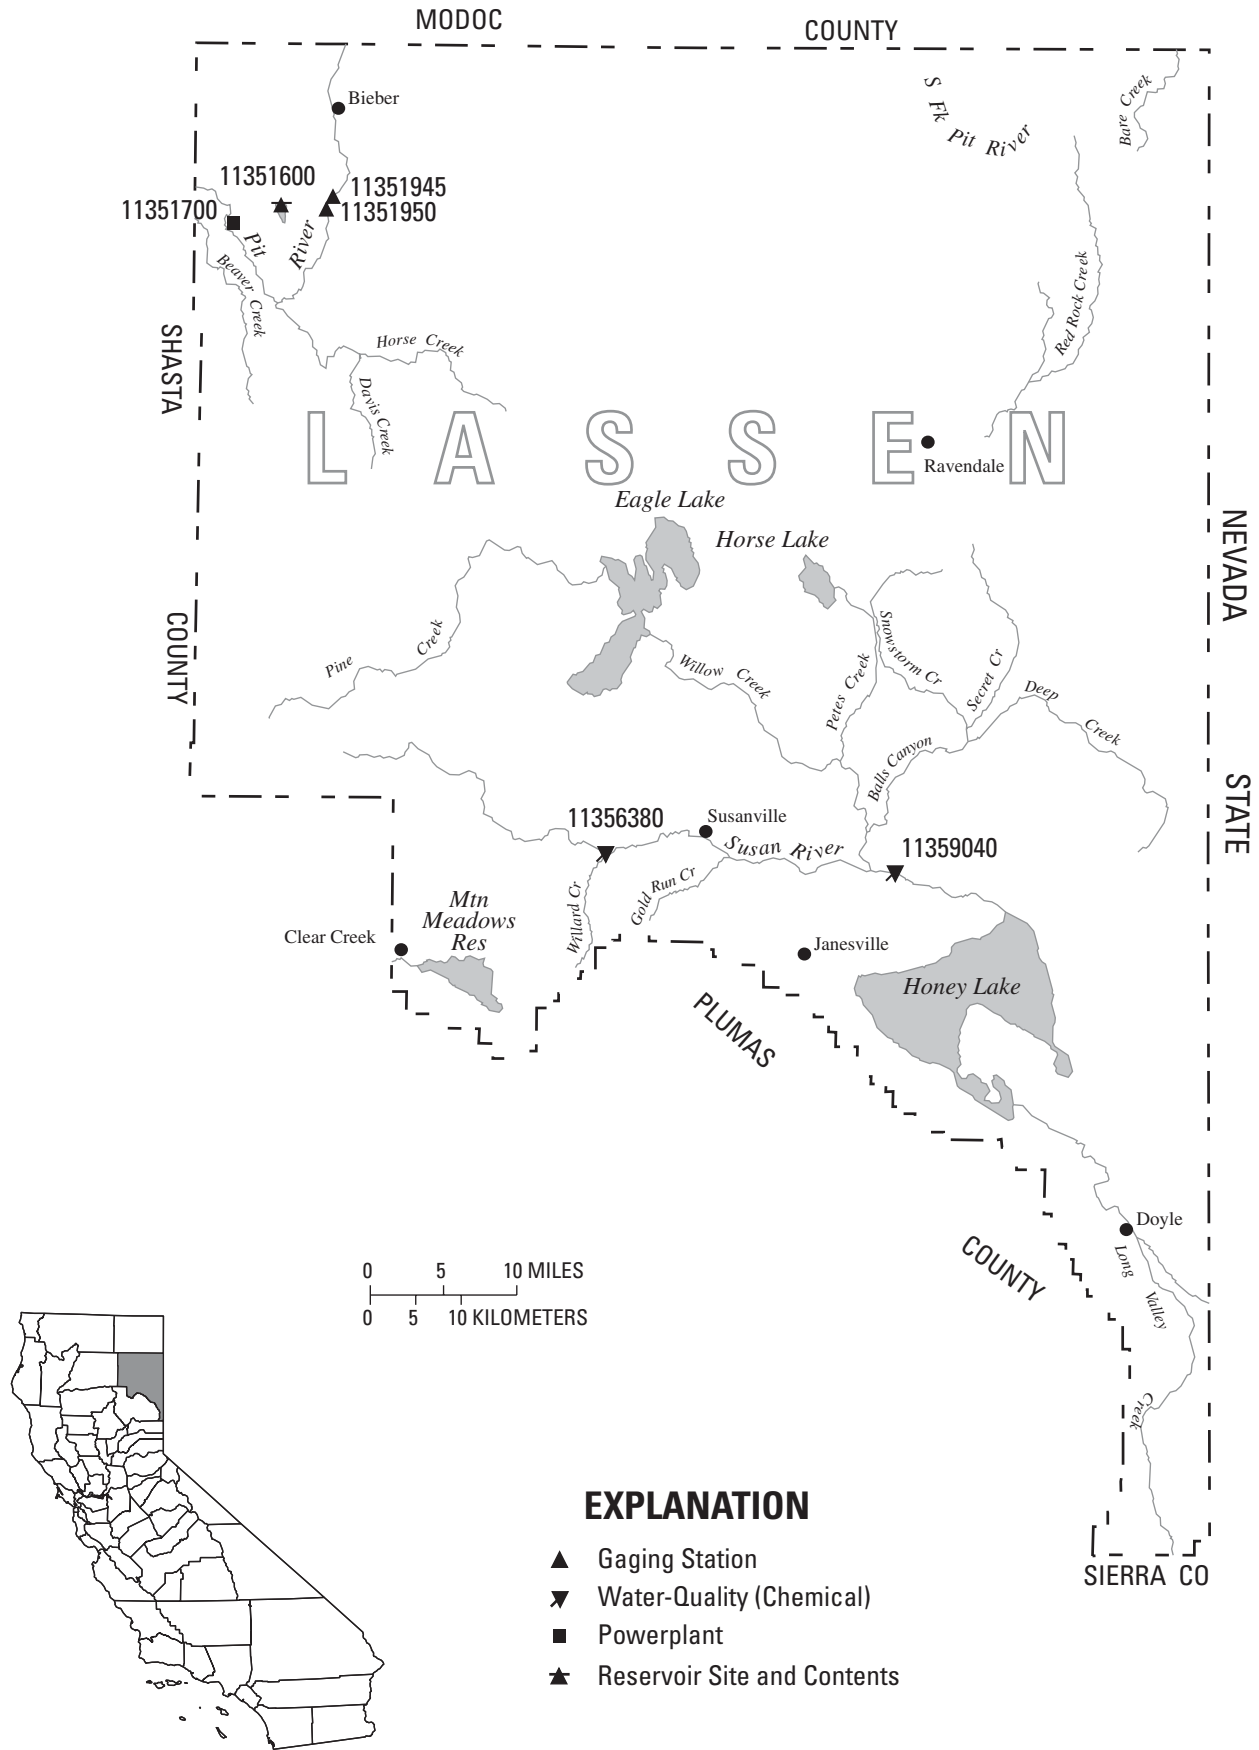 MODOC COUNTY
Bieber
S Fk Pit River
Bare Creek
11351600
11351945
11351700
11351950
Pit River
Beaver Creek
Red Rock Creek
SHASTA COUNTY
Horse Creek
Davis Creek
LASSEN
Ravendale
Eagle Lake
Horse Lake
NEVADA STATE
Pine Creek
Willow Creek
Petes Creek
Snowstorm Cr
Secret Cr
Deep Creek
Balls Canyon
11356380
Susanville
Susan River
11359040
Gold Run Cr
Willard Cr
Mtn
Meadows
Res
Clear Creek
Janesville
Honey Lake
PLUMAS COUNTY
Doyle
Long Valley Creek
0 5 10 MILES
0 5 10 KILOMETERS
EXPLANATION
Gaging Station
Water-Quality (Chemical)
Powerplant
Reservoir Site and Contents
SIERRA CO